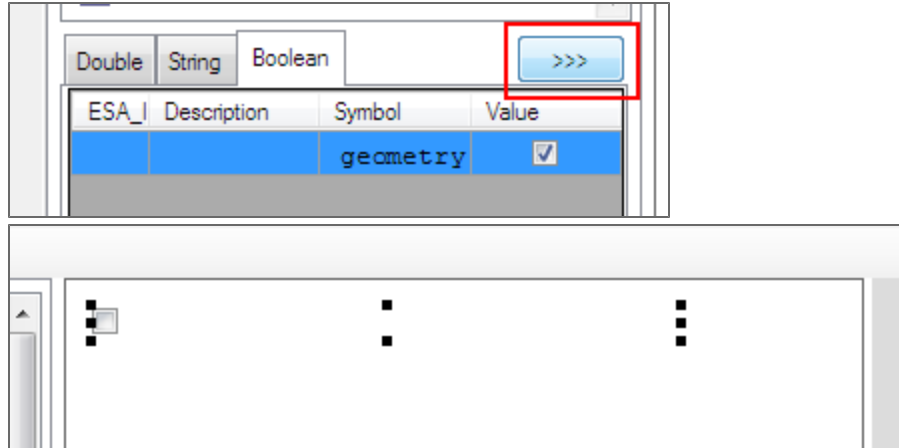 Double String Boolean >>>
ESA_I Description Symbol Value
geometry